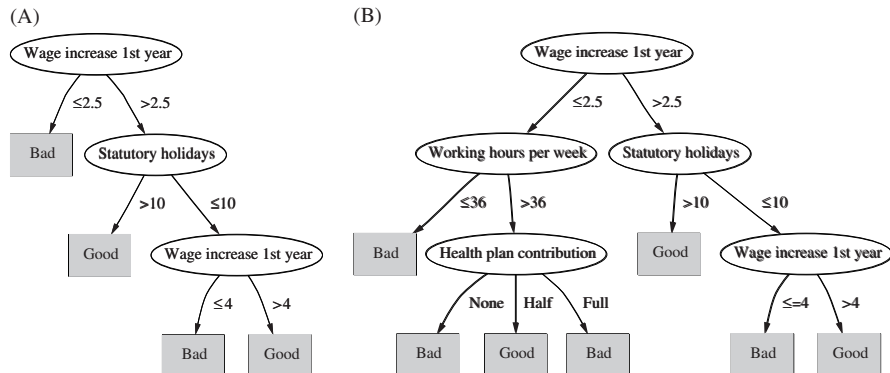 (A)
Wage increase 1st year
≤2.5 >2.5
Bad
Statutory holidays
>10 ≤10
Good
Wage increase 1st year
≤4 >4
Bad Good
(B)
Wage increase 1st year
≤2.5 >2.5
Working hours per week
Statutory holidays
≤36 >36
>10 ≤10
Bad
Health plan contribution
Good
Wage increase 1st year
None Half Full
≤=4 >4
Bad Good Bad
Bad Good